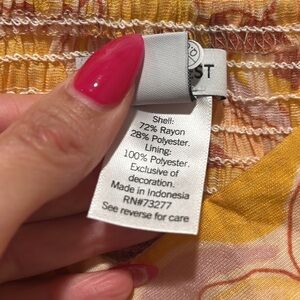 ST
Shell:
72% Rayon
28% Polyester.
Lining:
100% Polyester.
Exclusive of
decoration.
Made in Indonesia
RN#73277
See reverse for care